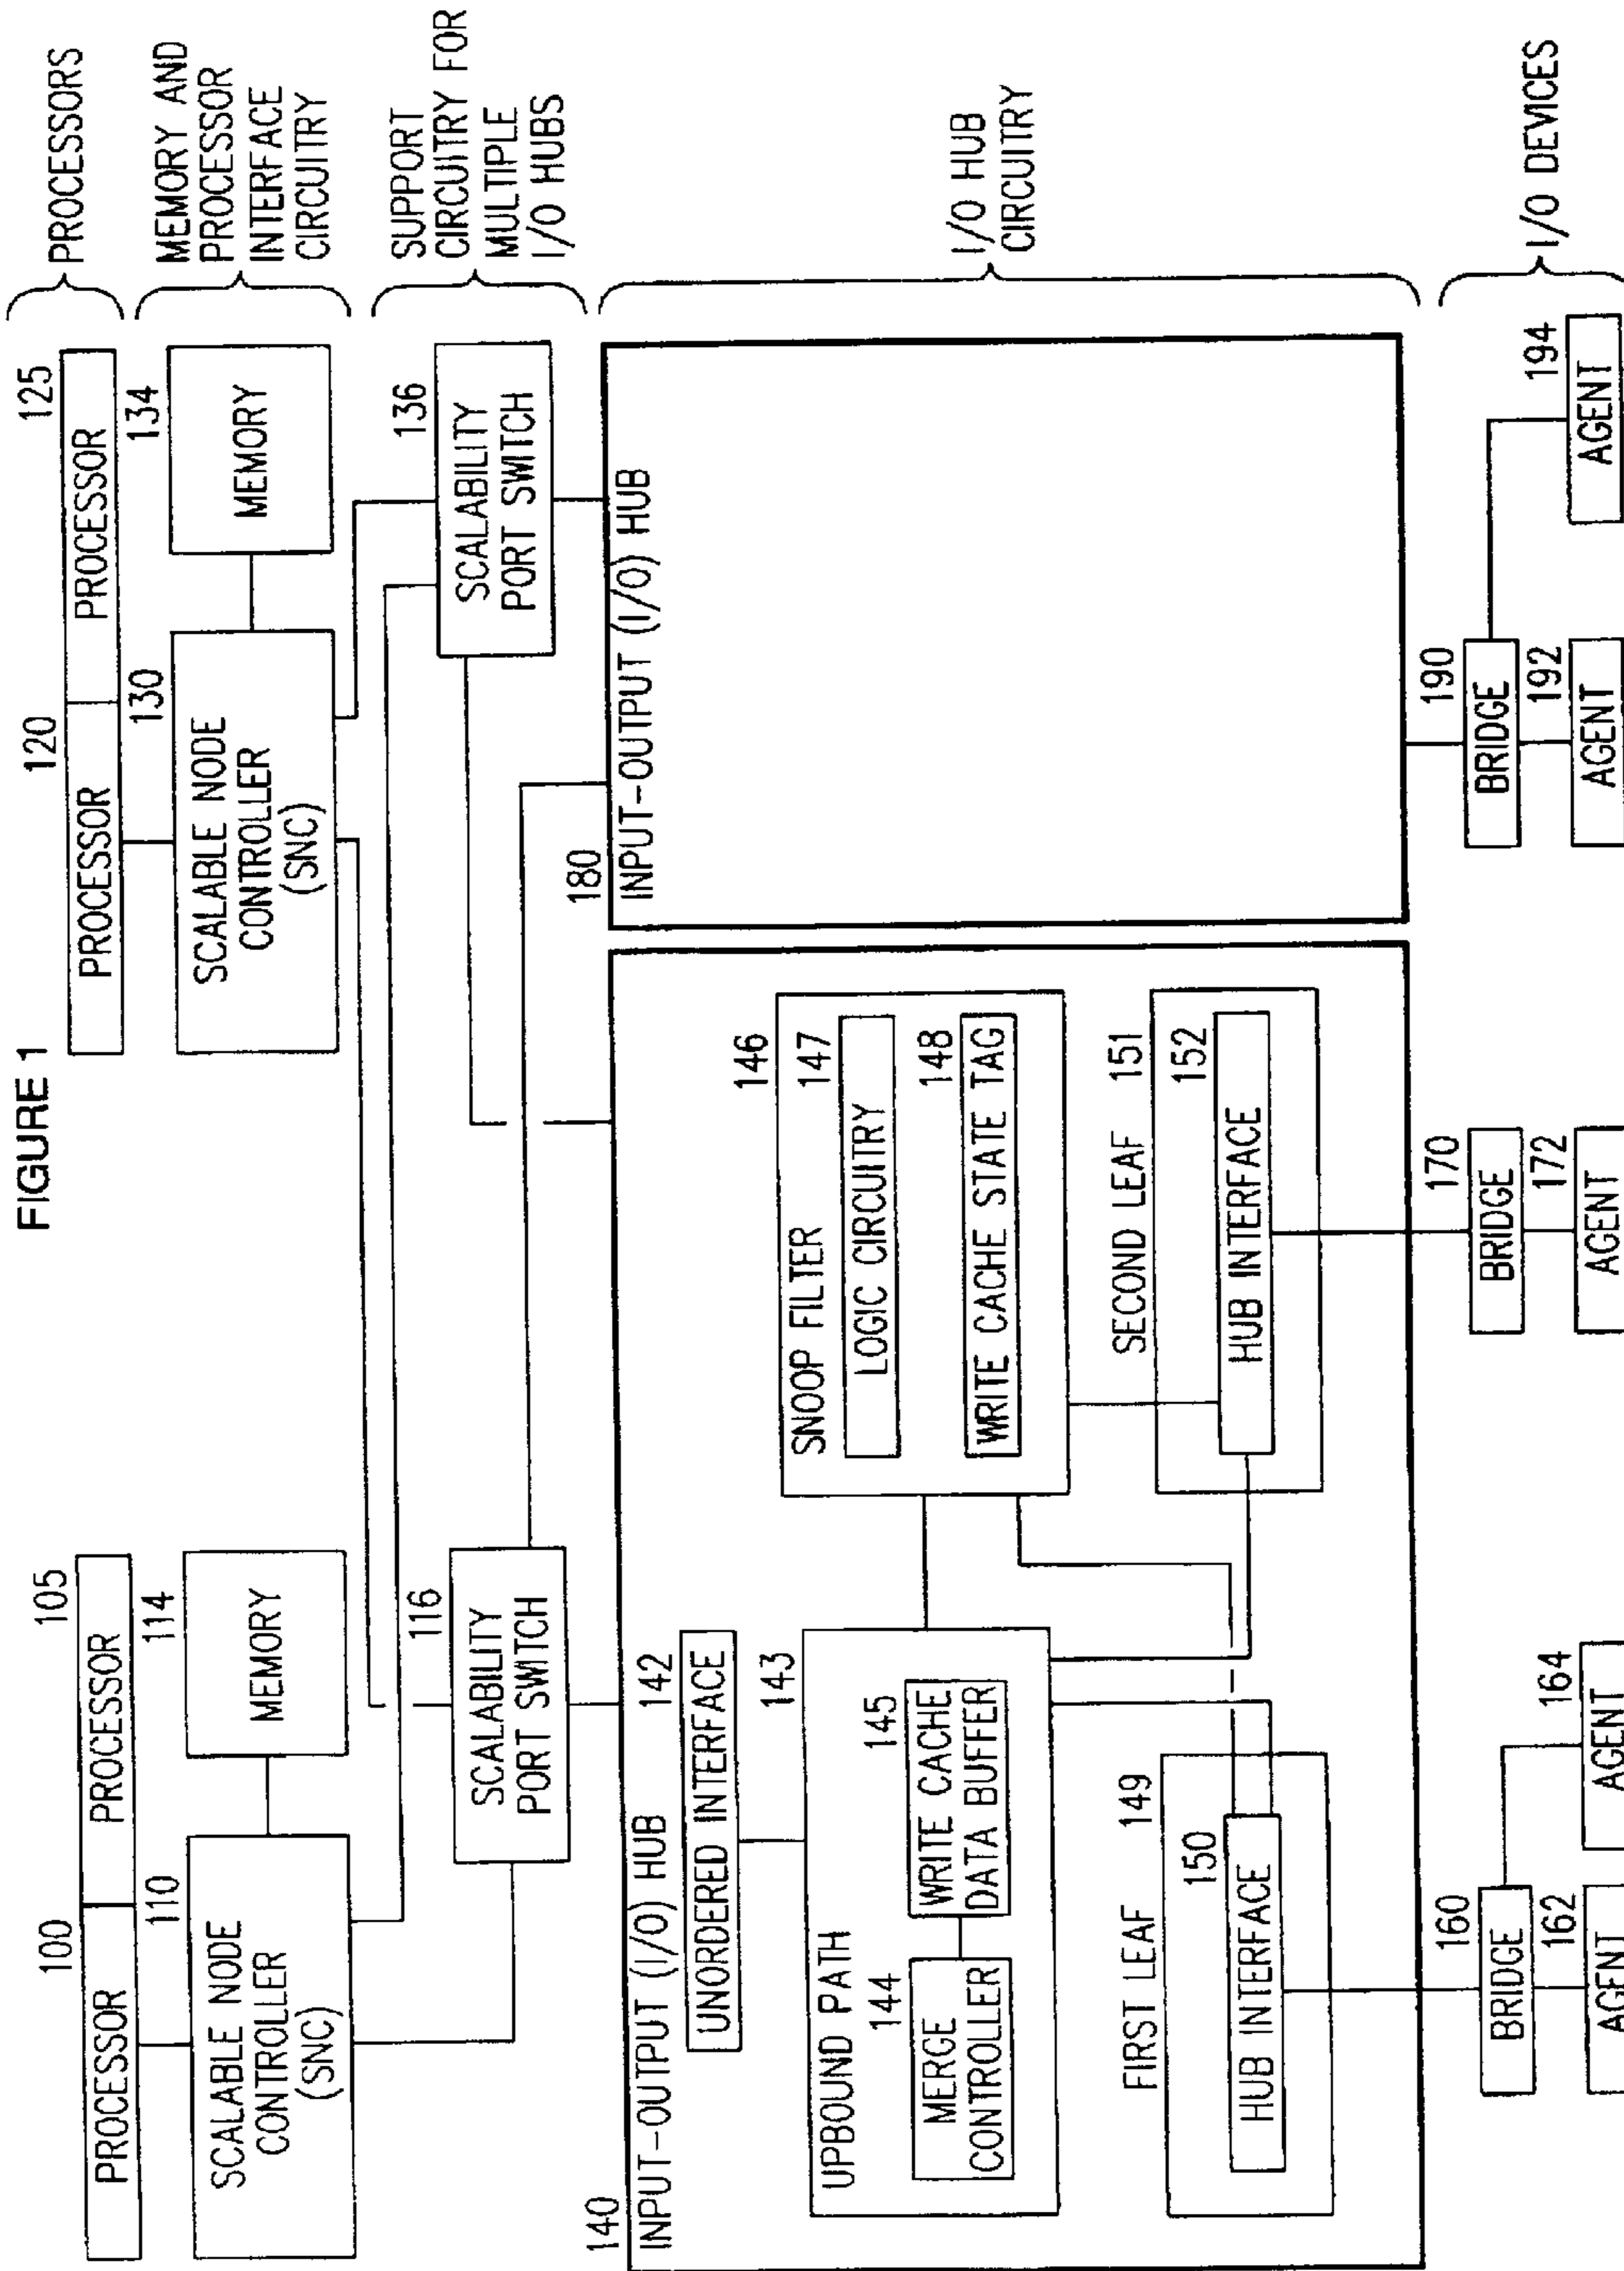 FIGURE 1
100
105
120
125
PROCESSOR
PROCESSOR
PROCESSOR
PROCESSOR
PROCESSORS
110
114
130
134
SCALABLE NODE
CONTROLLER
(SNC)
MEMORY
SCALABLE NODE
CONTROLLER
(SNC)
MEMORY
MEMORY AND
PROCESSOR
INTERFACE
CIRCUITRY
116
SCALABILITY
PORT SWITCH
136
SCALABILITY
PORT SWITCH
SUPPORT
CIRCUITRY FOR
MULTIPLE
I/O HUBS
140
INPUT-OUTPUT (I/O) HUB
142
UNORDERED INTERFACE
143
UPBOUND PATH
144
MERGE
CONTROLLER
145
WRITE CACHE
DATA BUFFER
146
SNOOP FILTER
147
LOGIC CIRCUITRY
148
WRITE CACHE STATE TAG
FIRST LEAF
149
150
HUB INTERFACE
SECOND LEAF
151
152
HUB INTERFACE
180
INPUT-OUTPUT (I/O) HUB
I/O HUB
CIRCUITRY
160
BRIDGE
162
AGENT
164
AGENT
170
BRIDGE
172
AGENT
190
BRIDGE
192
AGENT
194
AGENT
I/O DEVICES